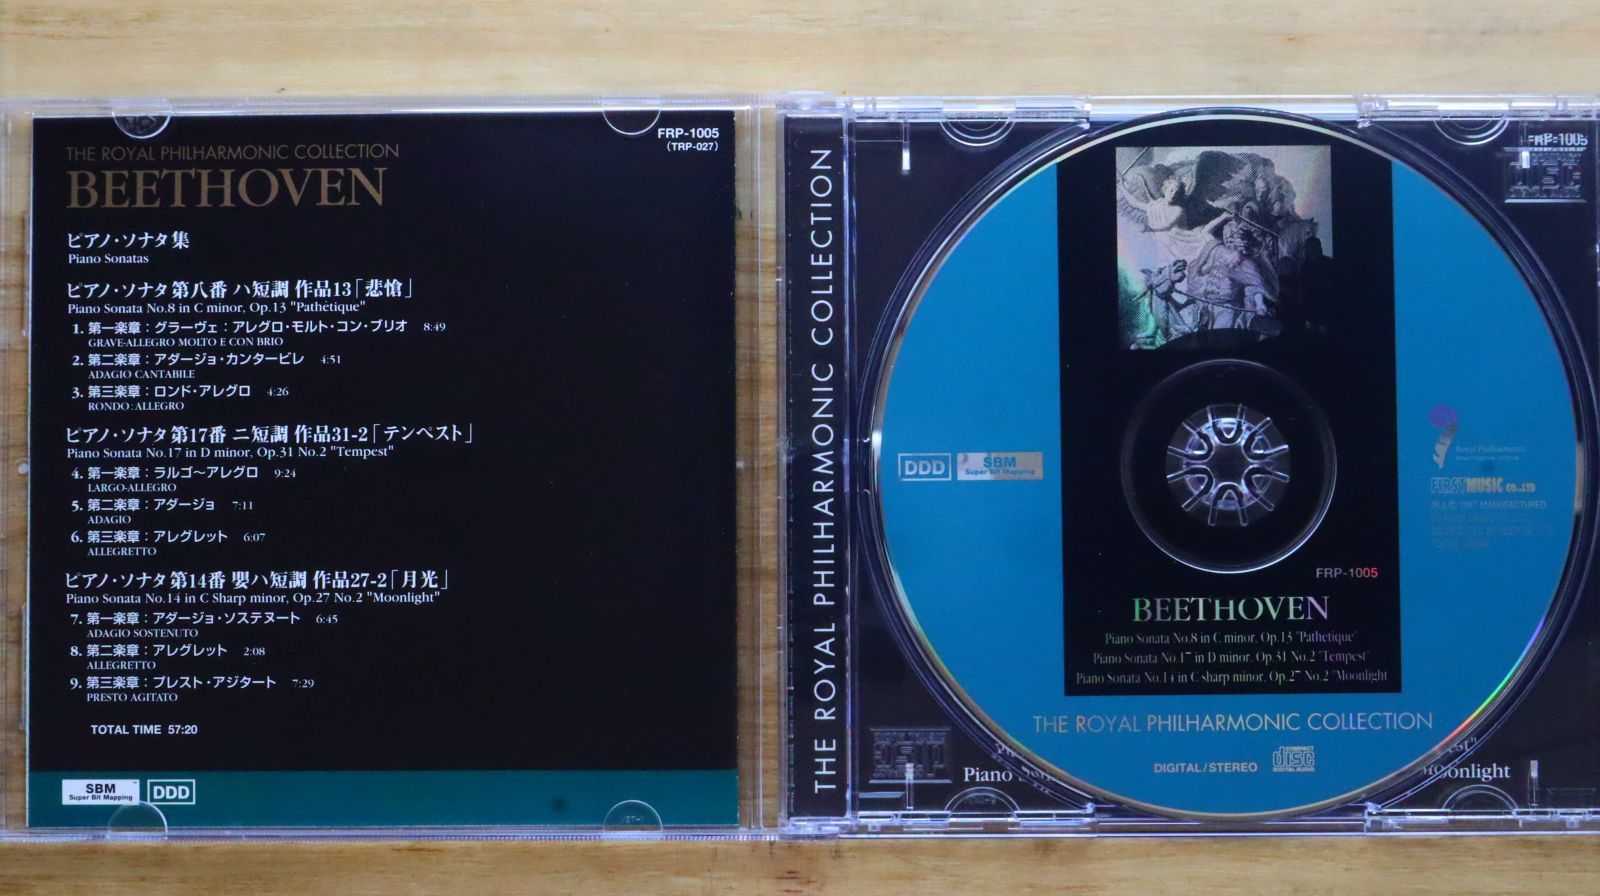 FRP-1005
(TRP-027)
THE ROYAL PHILHARMONIC COLLECTION
BEETHOVEN
ピアノ・ソナタ集
Piano Sonatas
ピアノ・ソナタ 第八番 ハ短調 作品13「悲愴」
Piano Sonata No.8 in C minor, Op.13 "Pathétique"
1. 第一楽章：グラーヴェ：アレグロ・モルト・コン・ブリオ 8:49
GRAVE-ALLEGRO MOLTO E CON BRIO
2. 第二楽章：アダージョ・カンタービレ 4:51
ADAGIO CANTABILE
3. 第三楽章：ロンド・アレグロ 4:26
RONDO:ALLEGRO
ピアノ・ソナタ 第17番 ニ短調 作品31-2「テンペスト」
Piano Sonata No.17 in D minor, Op.31 No.2 "Tempest"
4. 第一楽章：ラルゴ〜アレグロ 9:24
LARGO-ALLEGRO
5. 第二楽章：アダージョ 7:11
ADAGIO
6. 第三楽章：アレグレット 6:07
ALLEGRETTO
ピアノ・ソナタ 第14番 嬰ハ短調 作品27-2「月光」
Piano Sonata No.14 in C Sharp minor, Op.27 No.2 "Moonlight"
7. 第一楽章：アダージョ・ソステヌート 6:45
ADAGIO SOSTENUTO
8. 第二楽章：アレグレット 2:08
ALLEGRETTO
9. 第三楽章：プレスト・アジタート 7:29
PRESTO AGITATO
TOTAL TIME 57:20
SBM
Super Bit Mapping
DDD
THE ROYAL PHILHARMONIC COLLECTION
FRP-1005
DDD
SBM
Super Bit Mapping
Royal Philharmonic
FIRSTMUSIC CO.,LTD
℗ & © 1997 MANUFACTURED
BY FIRST MUSIC CO.,LTD
TOKYO, JAPAN
FRP-1005
BEETHOVEN
Piano Sonata No.8 in C minor, Op.13 "Pathetique"
Piano Sonata No.17 in D minor, Op.31 No.2 "Tempest"
Piano Sonata No.14 in C sharp minor, Op.27 No.2 "Moonlight
THE ROYAL PHILHARMONIC COLLECTION
DIGITAL/STEREO
COMPACT
disc
DIGITAL AUDIO
Piano
Moonlight"